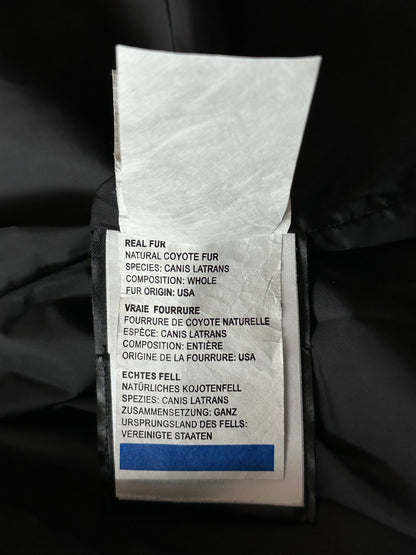 REAL FUR
NATURAL COYOTE FUR
SPECIES: CANIS LATRANS
COMPOSITION: WHOLE
FUR ORIGIN: USA
VRAIE FOURRURE
FOURRURE DE COYOTE NATURELLE
ESPÈCE: CANIS LATRANS
COMPOSITION: ENTIÈRE
ORIGINE DE LA FOURRURE: USA
ECHTES FELL
NATÜRLICHES KOJOTENFELL
SPEZIES: CANIS LATRANS
ZUSAMMENSETZUNG: GANZ
URSPRUNGSLAND DES FELLS:
VEREINIGTE STAATEN